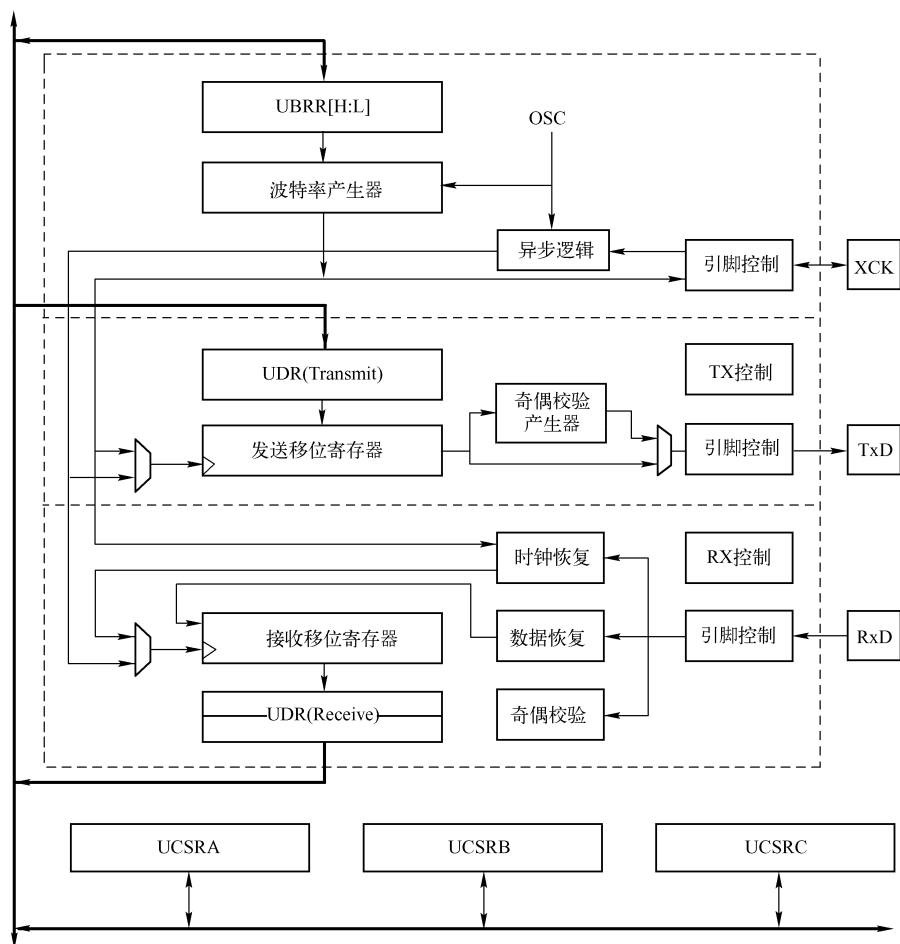 UBRR[H:L]
OSC
波特率产生器
异步逻辑
引脚控制
XCK
UDR(Transmit)
TX控制
奇偶校验
产生器
发送移位寄存器
引脚控制
TxD
时钟恢复
RX控制
接收移位寄存器
数据恢复
引脚控制
RxD
UDR(Receive)
奇偶校验
UCSRA
UCSRB
UCSRC